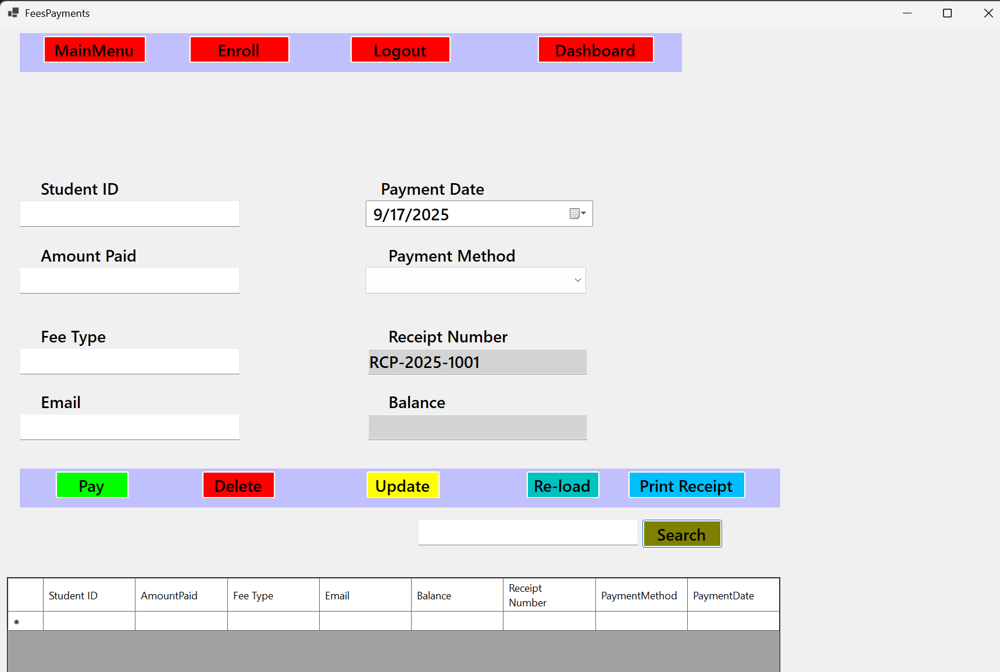 FeesPayments
MainMenu Enroll Logout Dashboard
Student ID Payment Date
9/17/2025
Amount Paid Payment Method
Fee Type Receipt Number
RCP-2025-1001
Email Balance
Pay Delete Update Re-load Print Receipt
Search
Student ID AmountPaid Fee Type Email Balance Receipt Number PaymentMethod PaymentDate